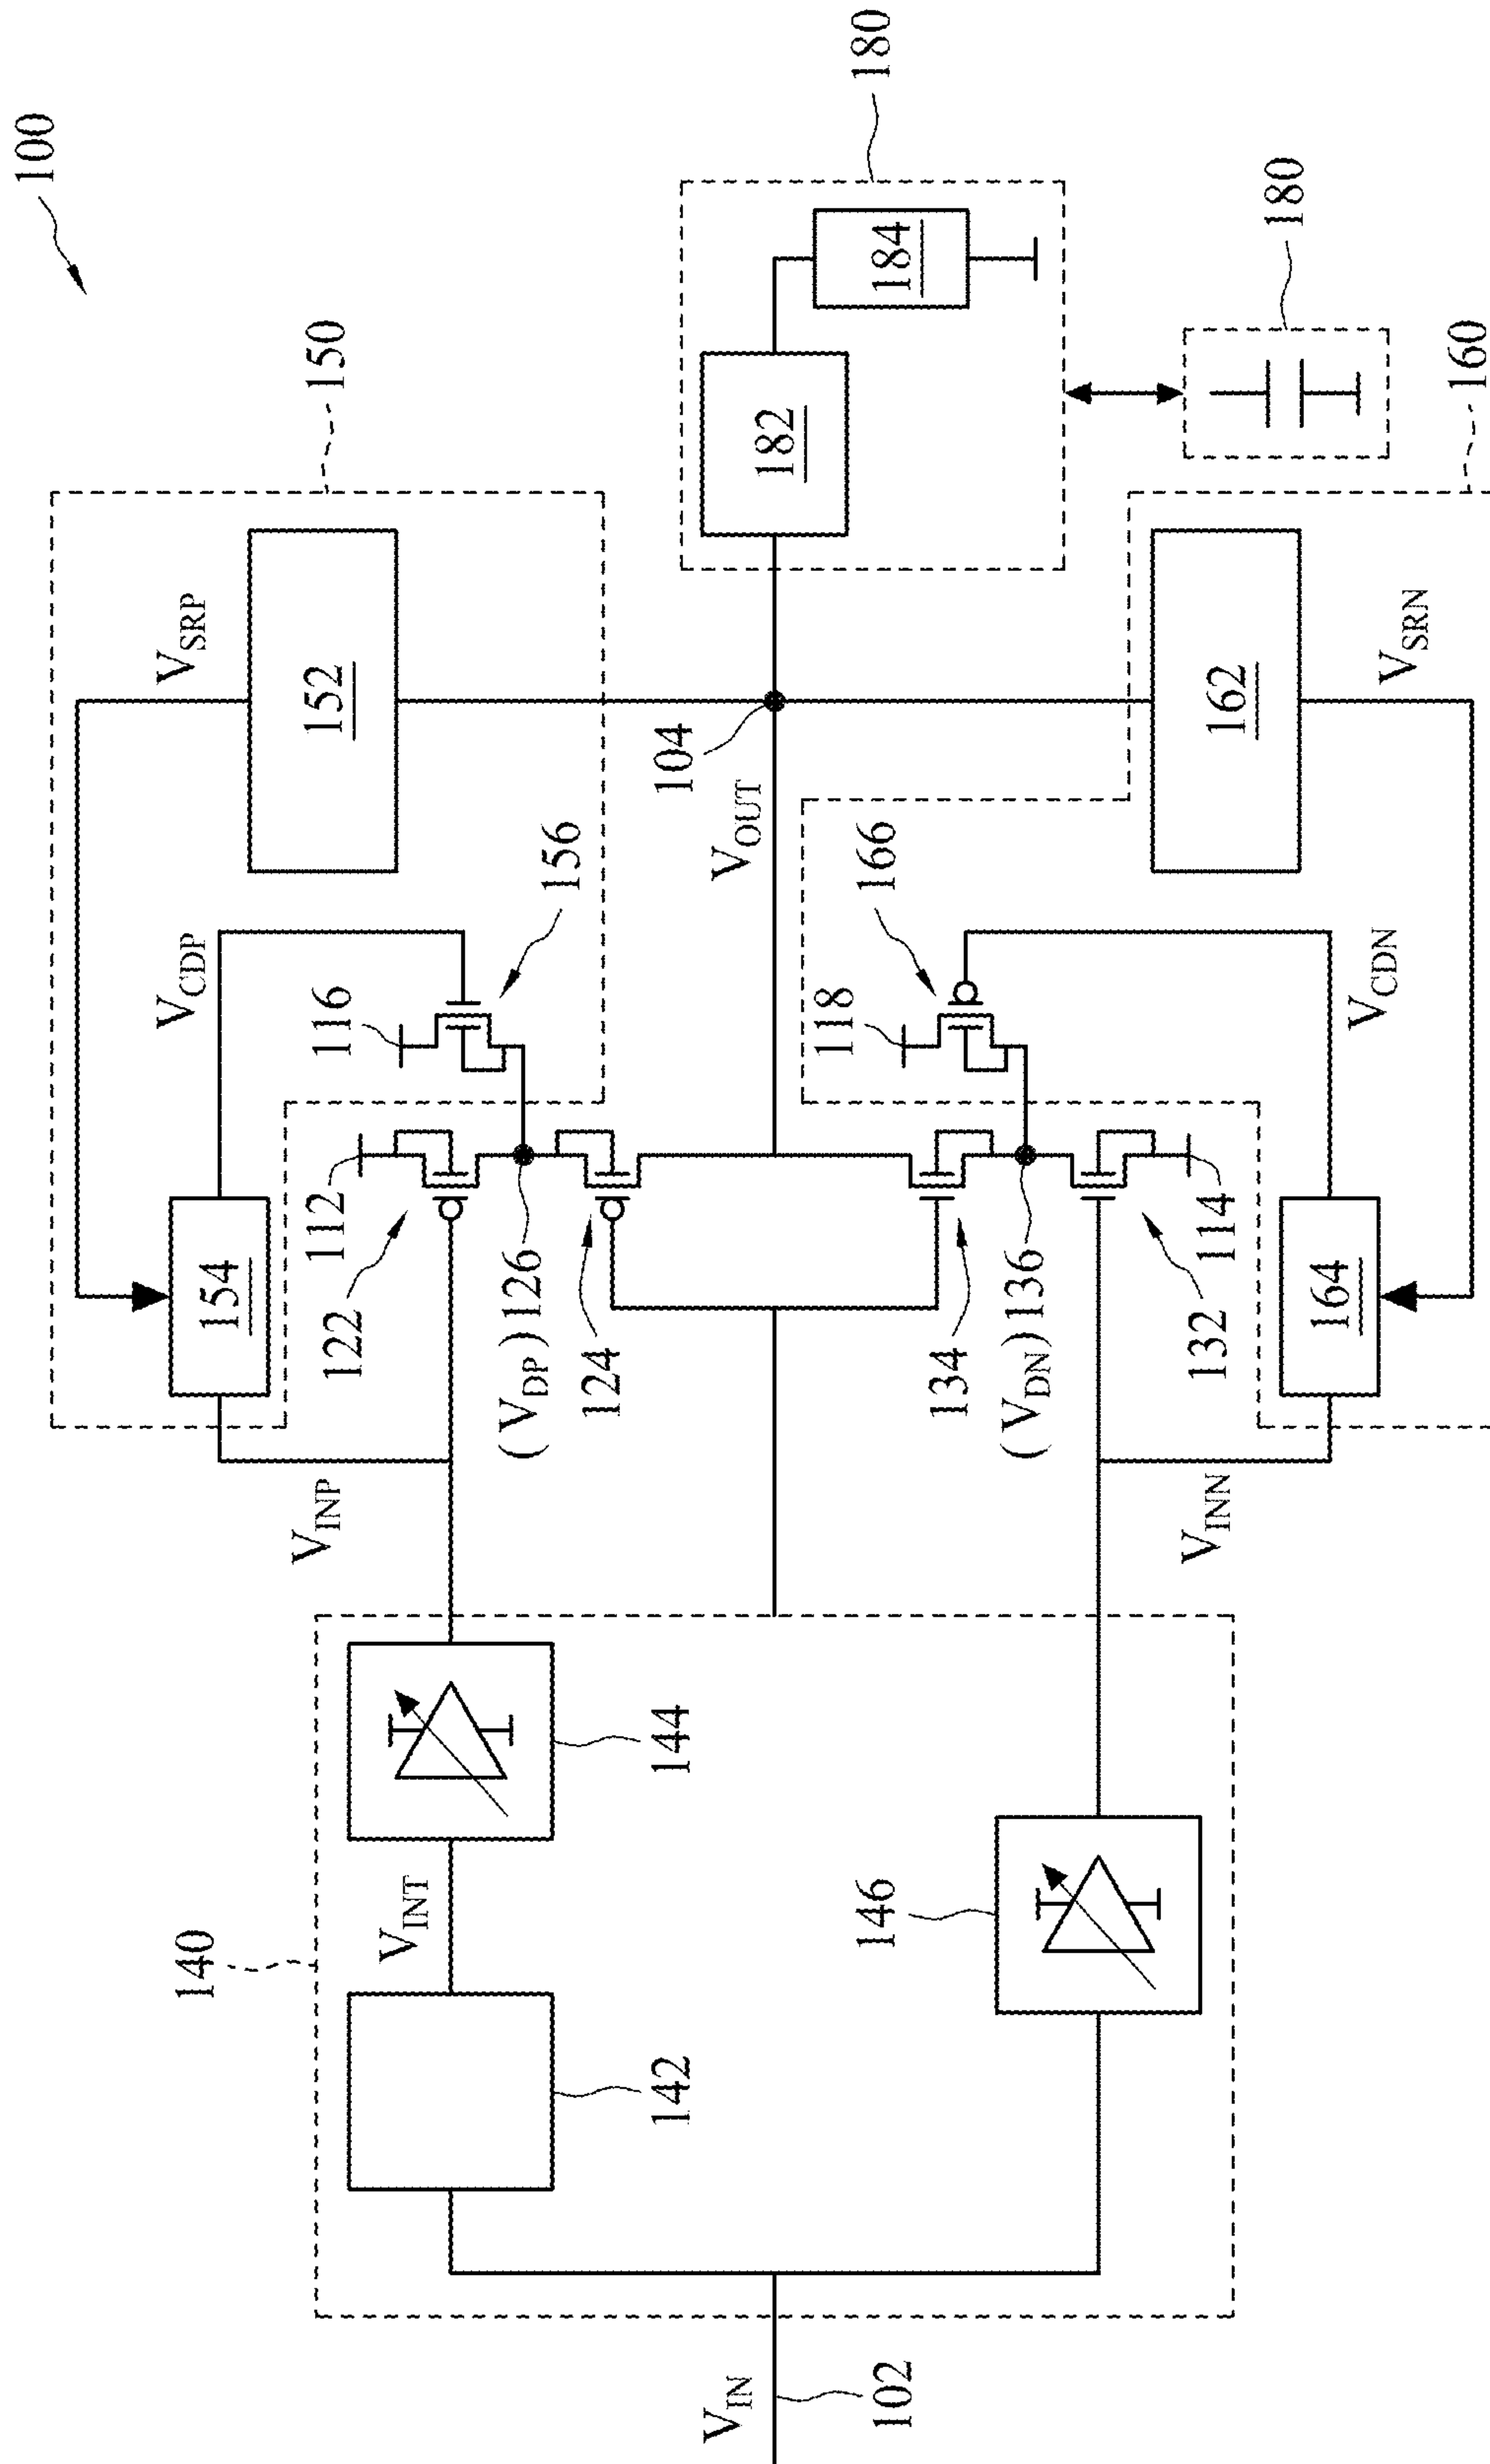 100
150
V_SRP
152
V_CDP
154
116
156
112
122
(V_DP) 126
124
V_INP
140
V_INT
142
144
V_IN
102
104
V_OUT
180
182
184
180
134
(V_DN) 136
118
166
132
114
146
V_INN
164
V_CDN
162
V_SRN
160